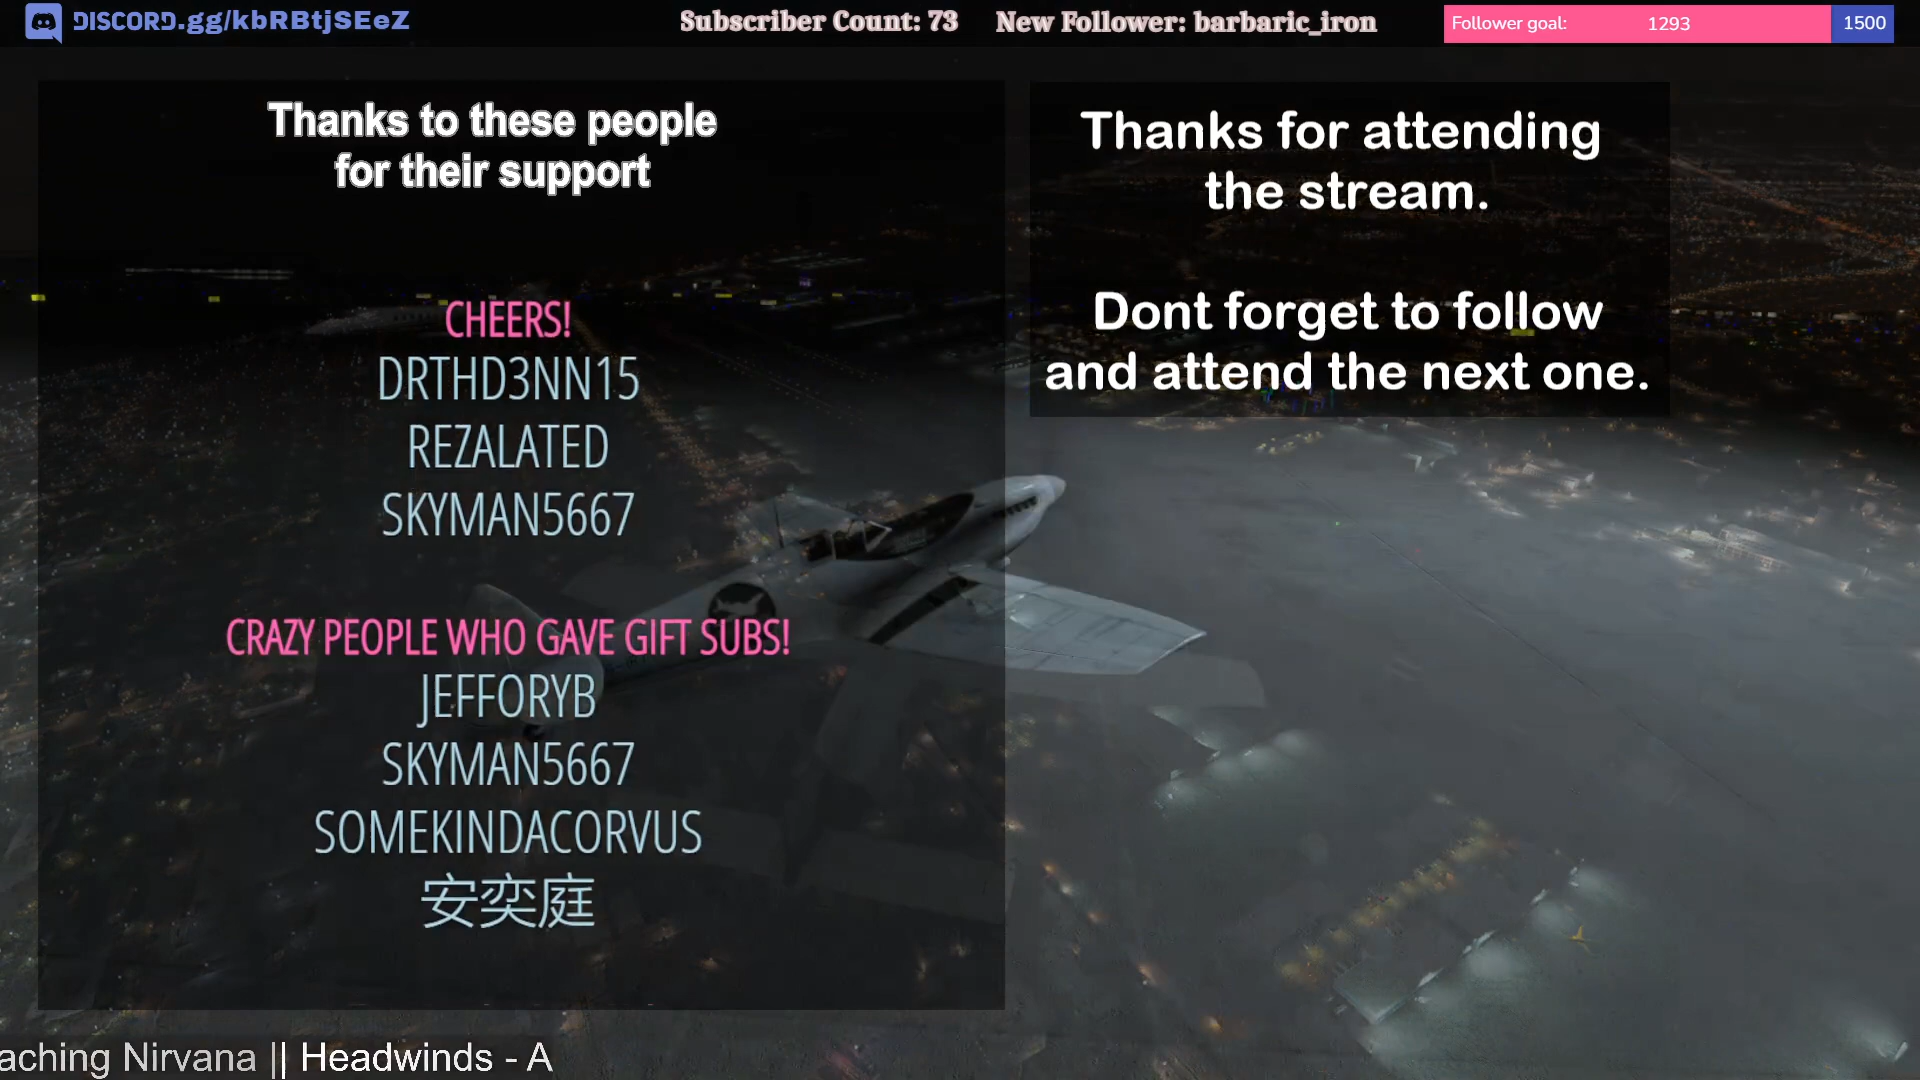 DISCORD.gg/kbRBtjSEeZ
Subscriber Count: 73
New Follower: barbaric_iron
Follower goal: 1293 1500
Thanks to these people
for their support
CHEERS!
DRTHD3NN15
REZALATED
SKYMAN5667
CRAZY PEOPLE WHO GAVE GIFT SUBS!
JEFFORYB
SKYMAN5667
SOMEKINDACORVUS
安奕庭
Thanks for attending
the stream.
Dont forget to follow
and attend the next one.
aching Nirvana || Headwinds - A